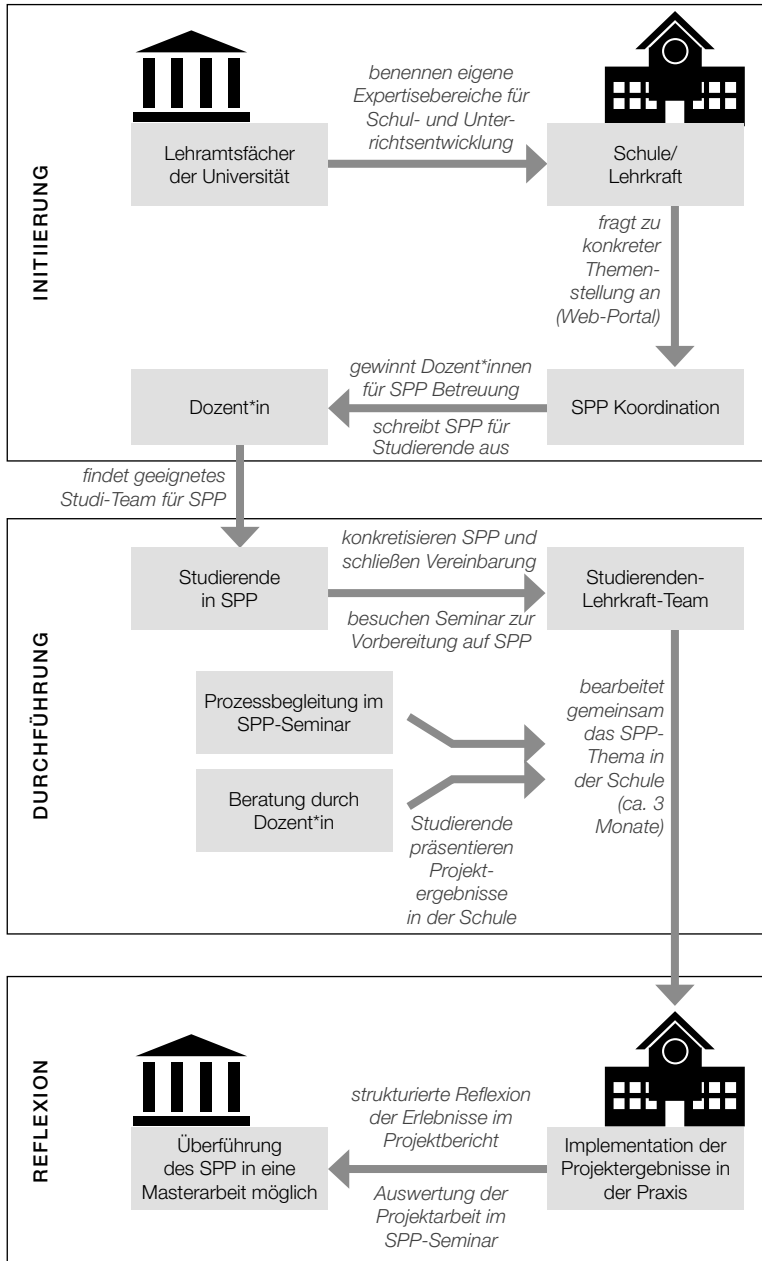 INITIIERUNG
benennen eigene
Expertisebereiche für
Schul- und Unter-
richtsentwicklung
Lehramtsfächer
der Universität
Schule/
Lehrkraft
fragt zu
konkreter
Themen-
stellung an
(Web-Portal)
gewinnt Dozent*innen
für SPP Betreuung
Dozent*in
SPP Koordination
schreibt SPP für
Studierende aus
findet geeignetes
Studi-Team für SPP
DURCHFÜHRUNG
konkretisieren SPP und
schließen Vereinbarung
Studierende
in SPP
Studierenden-
Lehrkraft-Team
besuchen Seminar zur
Vorbereitung auf SPP
Prozessbegleitung im
SPP-Seminar
Beratung durch
Dozent*in
bearbeitet
gemeinsam
das SPP-
Thema in
der Schule
(ca. 3
Monate)
Studierende
präsentieren
Projekt-
ergebnisse
in der Schule
REFLEXION
strukturierte Reflexion
der Erlebnisse im
Projektbericht
Überführung
des SPP in eine
Masterarbeit möglich
Implementation der
Projektergebnisse in
der Praxis
Auswertung der
Projektarbeit im
SPP-Seminar